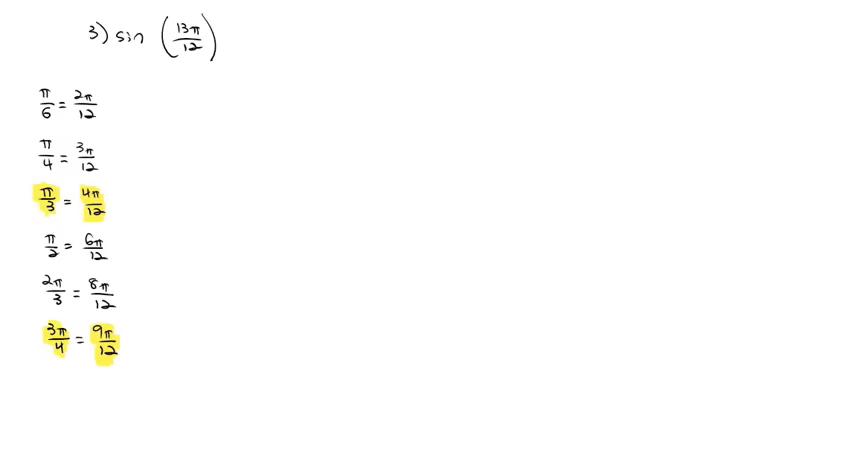 3) sin (13π/12)
π/6 = 2π/12
π/4 = 3π/12
π/3 = 4π/12
π/2 = 6π/12
2π/3 = 8π/12
3π/4 = 9π/12